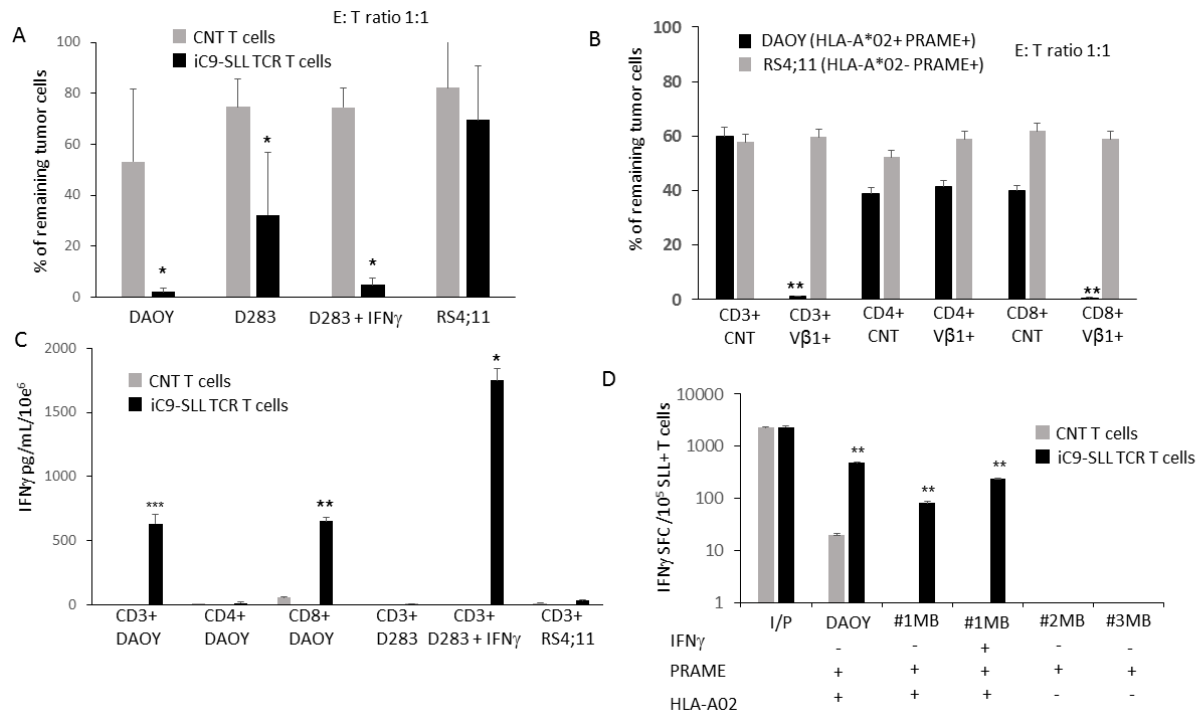 A
E: T ratio 1:1
CNT T cells
iC9-SLL TCR T cells
% of remaining tumor cells
100
80
60
40
20
0
*
*
*
DAOY
D283
D283 + IFNγ
RS4;11
B
DAOY (HLA-A*02+ PRAME+)
RS4;11 (HLA-A*02- PRAME+)
E: T ratio 1:1
% of remaining tumor cells
100
90
80
70
60
50
40
30
20
10
0
**
**
CD3+ CD3+ CD4+ CD4+ CD8+ CD8+
CNT Vβ1+ CNT Vβ1+ CNT Vβ1+
C
CNT T cells
iC9-SLL TCR T cells
IFNγ pg/mL/10e⁶
2000
1500
1000
500
0
***
**
*
CD3+ CD4+ CD8+ CD3+ CD3+ CD3+
DAOY DAOY DAOY D283 D283 + IFNγ RS4;11
D
CNT T cells
iC9-SLL TCR T cells
IFNγ SFC /10⁵ SLL+ T cells
10000
1000
100
10
1
**
**
**
I/P DAOY #1MB #1MB #2MB #3MB
IFNγ - - + - -
PRAME + + + + +
HLA-A02 + + + - -